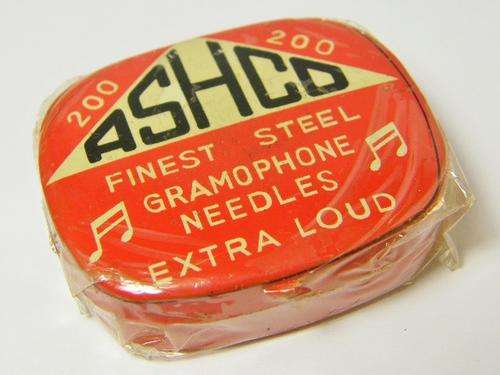 200 200
ASHCO
FINEST STEEL
GRAMOPHONE
NEEDLES
EXTRA LOUD